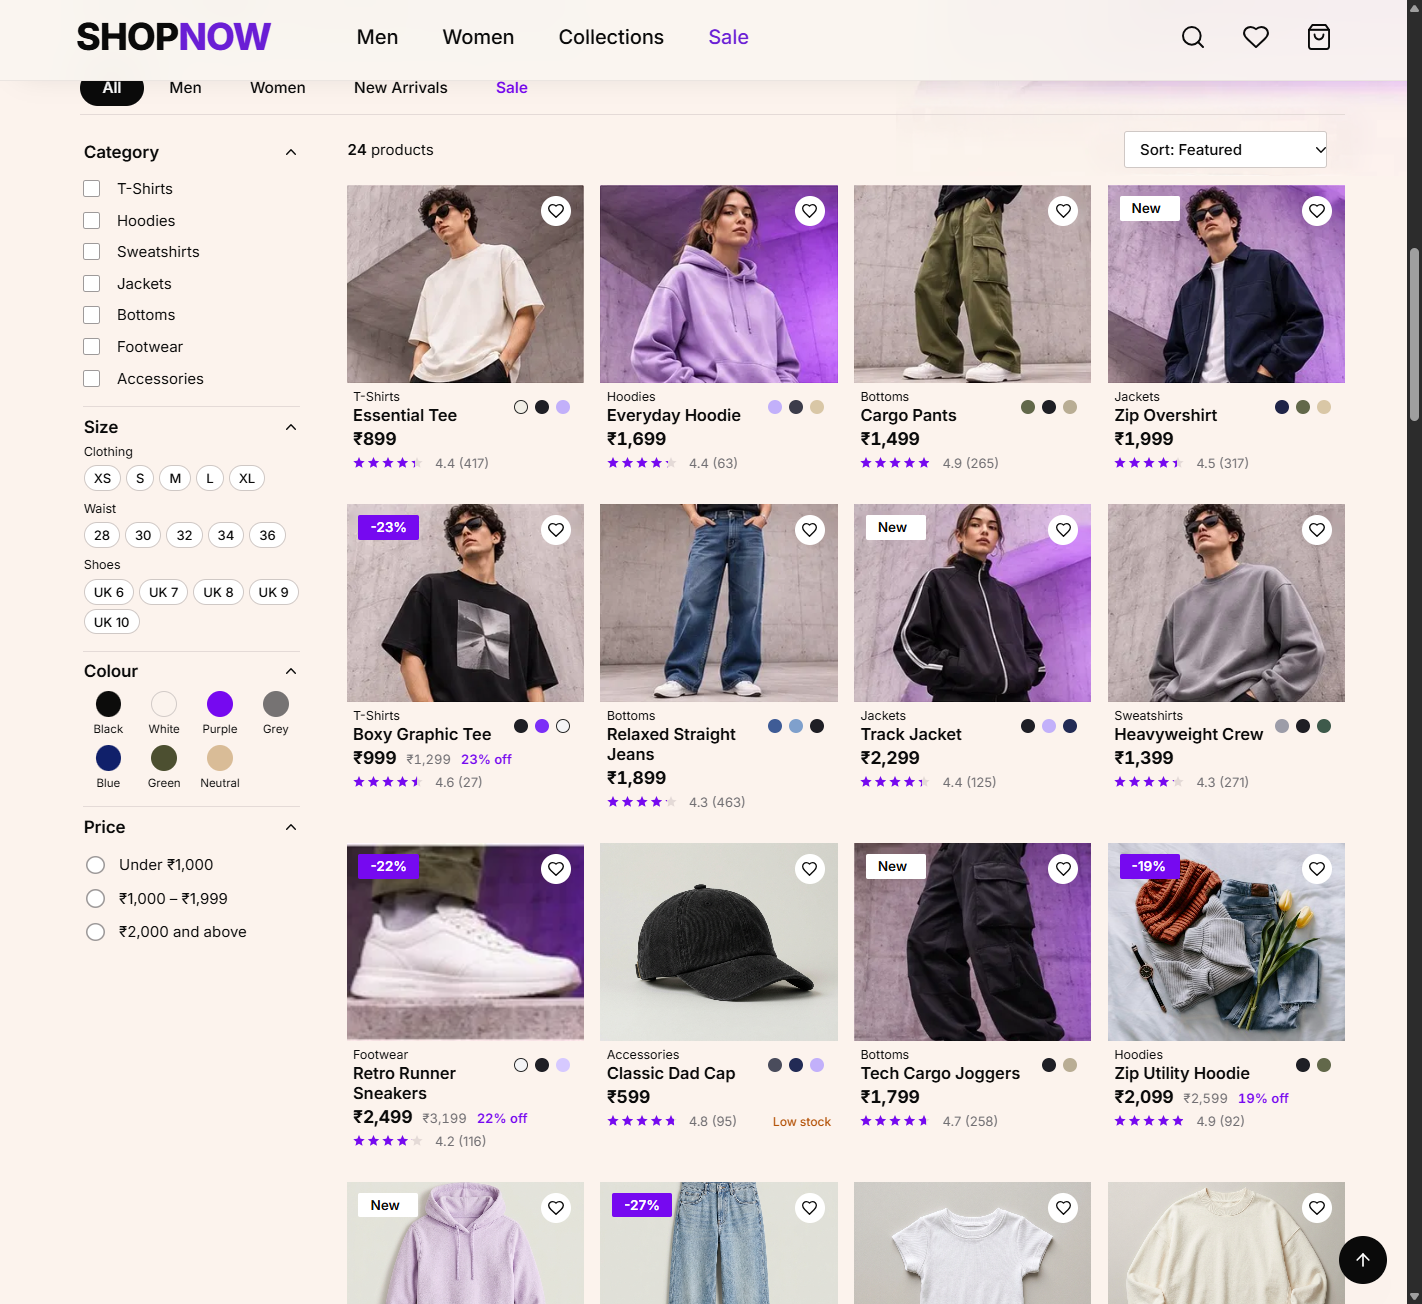 SHOPNOW
Men Women Collections Sale
All Men Women New Arrivals Sale
Category
T-Shirts
Hoodies
Sweatshirts
Jackets
Bottoms
Footwear
Accessories
Size
Clothing
XS S M L XL
Waist
28 30 32 34 36
Shoes
UK 6 UK 7 UK 8 UK 9
UK 10
Colour
Black White Purple Grey
Blue Green Neutral
Price
Under ₹1,000
₹1,000 – ₹1,999
₹2,000 and above
24 products
Sort: Featured
T-Shirts
Essential Tee
₹899
4.4 (417)
Hoodies
Everyday Hoodie
₹1,699
4.4 (63)
Bottoms
Cargo Pants
₹1,499
4.9 (265)
New
Jackets
Zip Overshirt
₹1,999
4.5 (317)
-23%
T-Shirts
Boxy Graphic Tee
₹999 ₹1,299 23% off
4.6 (27)
Bottoms
Relaxed Straight
Jeans
₹1,899
4.3 (463)
New
Jackets
Track Jacket
₹2,299
4.4 (125)
Sweatshirts
Heavyweight Crew
₹1,399
4.3 (271)
-22%
Footwear
Retro Runner
Sneakers
₹2,499 ₹3,199 22% off
4.2 (116)
Accessories
Classic Dad Cap
₹599
4.8 (95) Low stock
New
Bottoms
Tech Cargo Joggers
₹1,799
4.7 (258)
-19%
Hoodies
Zip Utility Hoodie
₹2,099 ₹2,599 19% off
4.9 (92)
New
-27%